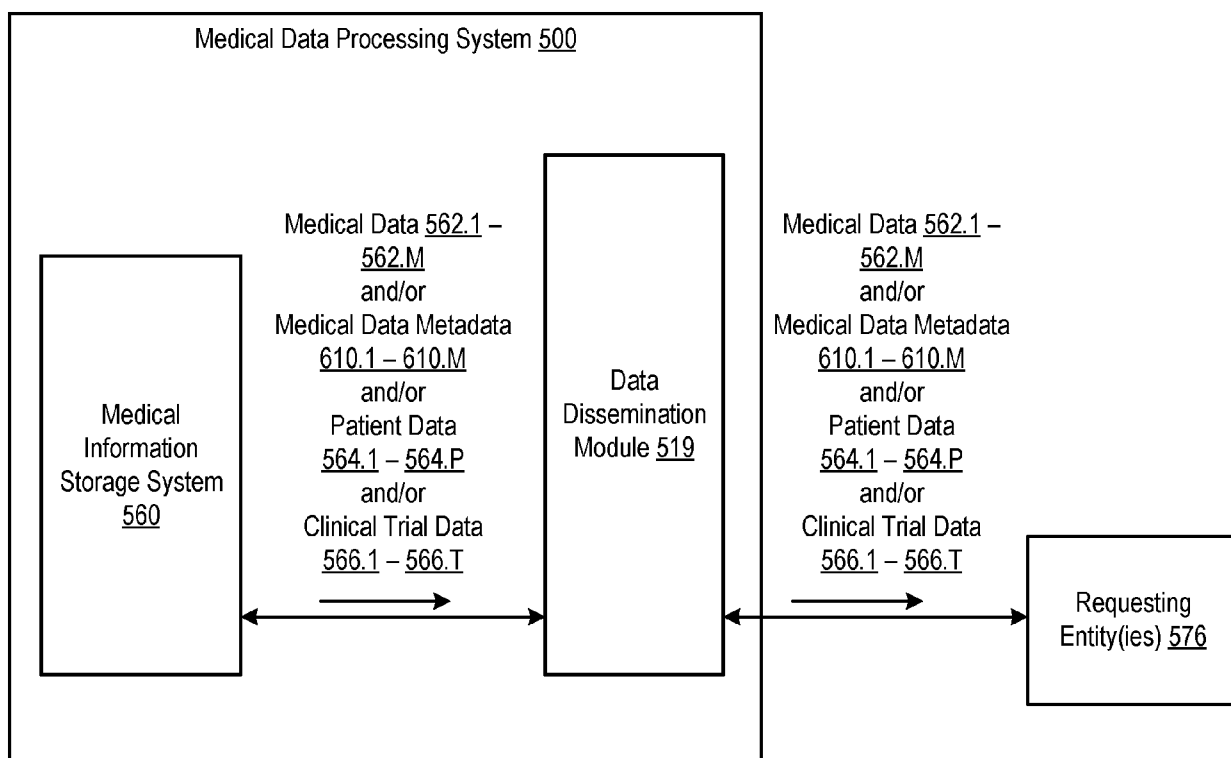 Medical Data Processing System 500
Medical
Information
Storage System
560
Medical Data 562.1 –
562.M
and/or
Medical Data Metadata
610.1 – 610.M
and/or
Patient Data
564.1 – 564.P
and/or
Clinical Trial Data
566.1 – 566.T
Data
Dissemination
Module 519
Medical Data 562.1 –
562.M
and/or
Medical Data Metadata
610.1 – 610.M
and/or
Patient Data
564.1 – 564.P
and/or
Clinical Trial Data
566.1 – 566.T
Requesting
Entity(ies) 576